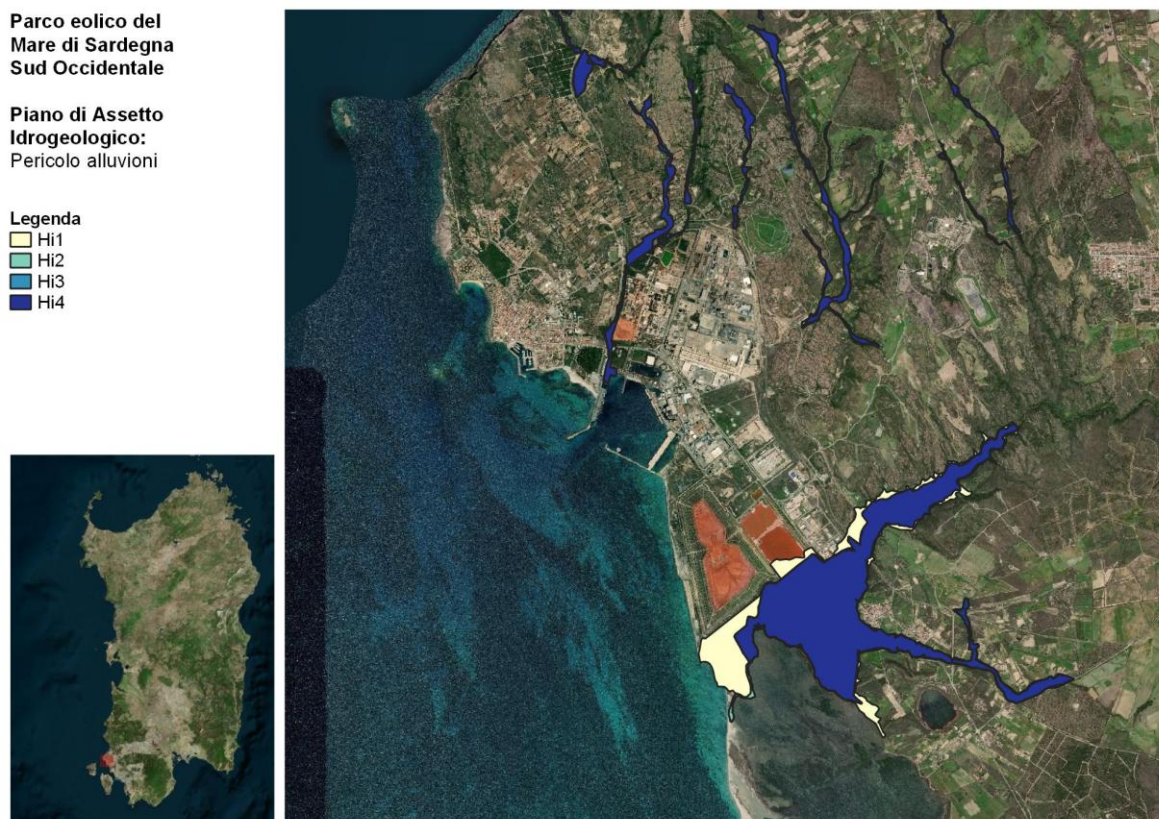 Parco eolico del
Mare di Sardegna
Sud Occidentale
Piano di Assetto
Idrogeologico:
Pericolo alluvioni
Legenda
Hi1
Hi2
Hi3
Hi4